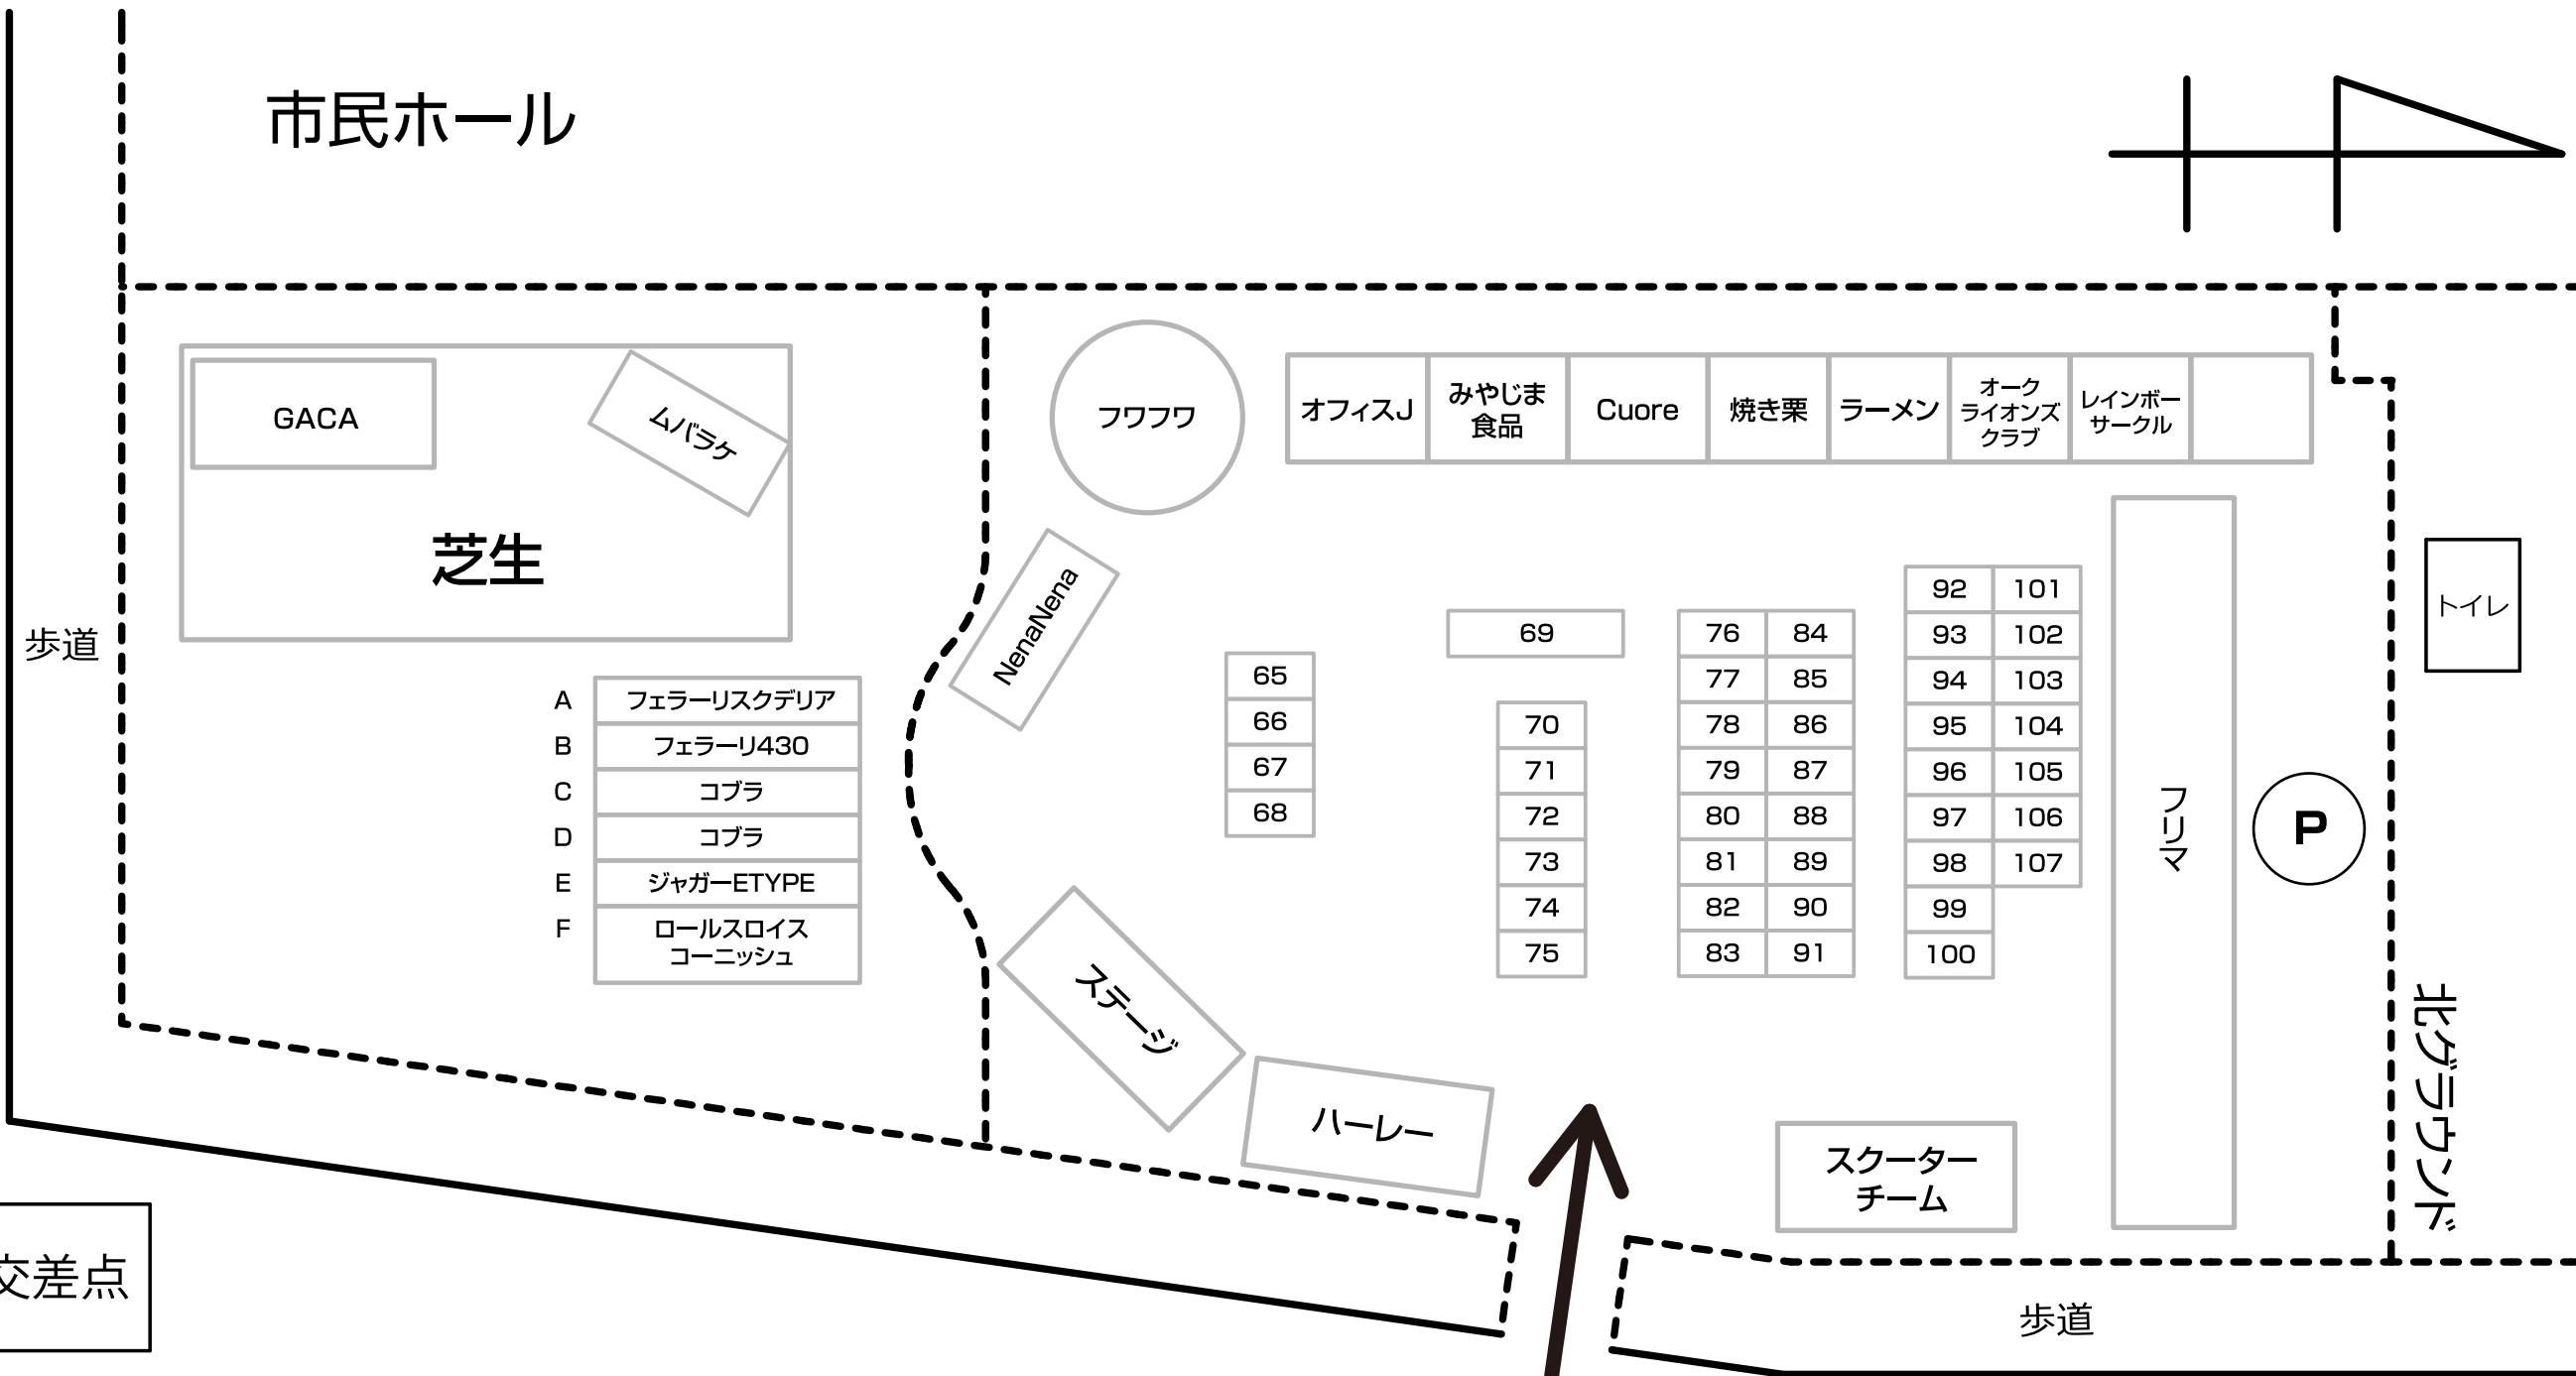 市民ホール
GACA
ムバラケ
芝生
歩道
A フェラーリスクデリア
B フェラーリ430
C コブラ
D コブラ
E ジャガーETYPE
F ロールスロイス
コーニッシュ
フワフワ
NenaNena
ステージ
ハーレー
オフィスJ
みやじま
食品
Cuore
焼き栗
ラーメン
オーク
ライオンズ
クラブ
レインボー
サークル
65
66
67
68
69
70
71
72
73
74
75
76 84
77 85
78 86
79 87
80 88
81 89
82 90
83 91
92 101
93 102
94 103
95 104
96 105
97 106
98 107
99
100
フリマ
P
トイレ
北グラウンド
スクーター
チーム
歩道
交差点